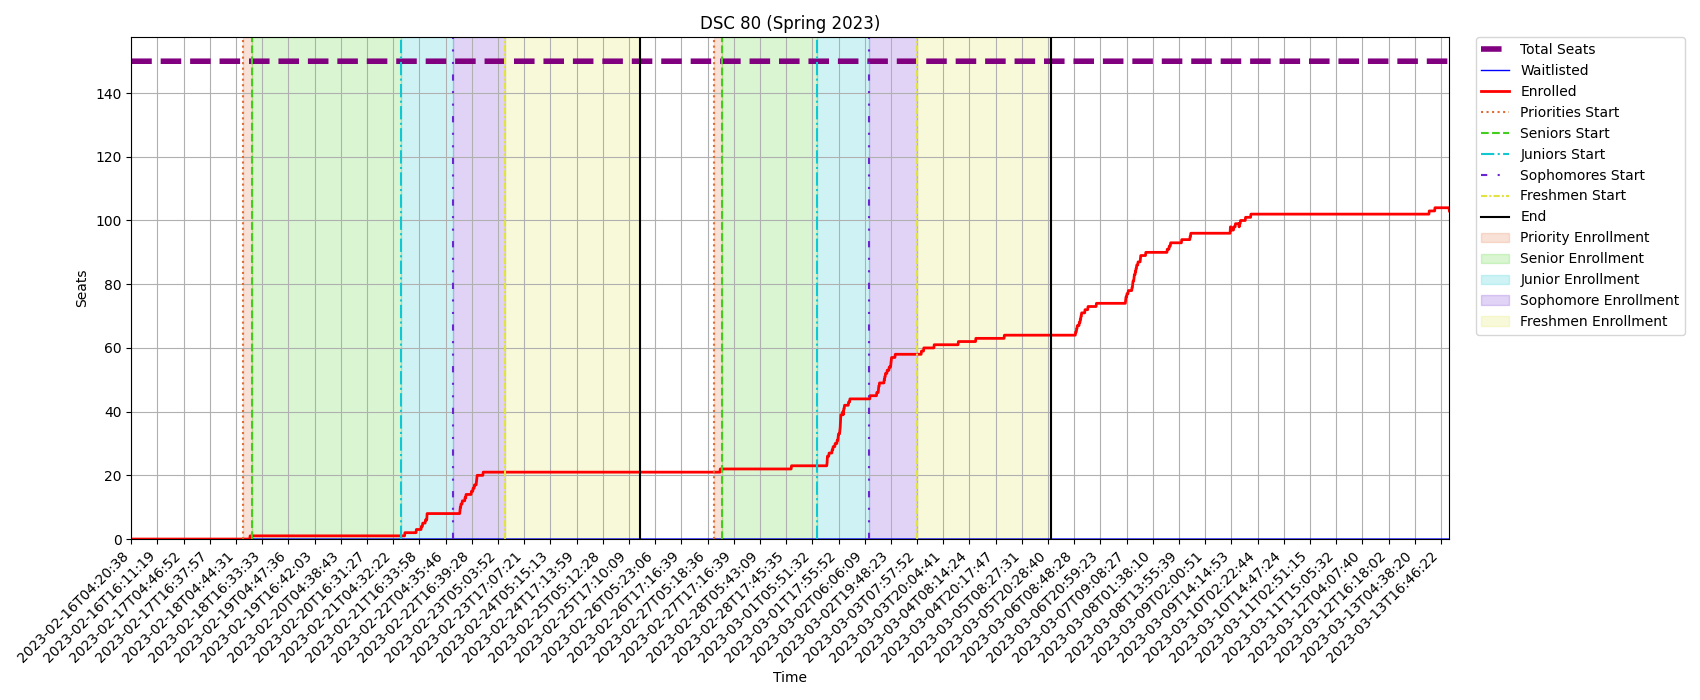 DSC 80 (Spring 2023)
Total Seats
Waitlisted
Enrolled
Priorities Start
Seniors Start
Juniors Start
Sophomores Start
Freshmen Start
End
Priority Enrollment
Senior Enrollment
Junior Enrollment
Sophomore Enrollment
Freshmen Enrollment
Seats
140
120
100
80
60
40
20
0
2023-02-16T04:20:38
2023-02-16T16:11:19
2023-02-17T04:46:52
2023-02-17T16:37:57
2023-02-18T04:44:31
2023-02-18T16:33:33
2023-02-19T04:47:36
2023-02-19T16:42:03
2023-02-20T04:38:43
2023-02-20T16:31:27
2023-02-21T04:32:22
2023-02-21T16:33:58
2023-02-22T04:35:46
2023-02-22T16:39:28
2023-02-23T05:03:52
2023-02-23T17:07:21
2023-02-24T05:15:13
2023-02-24T17:13:59
2023-02-25T05:12:28
2023-02-25T17:10:09
2023-02-26T05:23:06
2023-02-26T17:16:39
2023-02-27T05:18:36
2023-02-27T17:16:39
2023-02-28T05:43:09
2023-02-28T17:45:35
2023-03-01T05:51:32
2023-03-01T17:55:52
2023-03-02T06:06:09
2023-03-02T19:48:23
2023-03-03T07:57:52
2023-03-03T20:04:41
2023-03-04T08:14:24
2023-03-04T20:17:47
2023-03-05T08:27:31
2023-03-05T20:28:40
2023-03-06T08:48:28
2023-03-06T20:59:23
2023-03-07T09:08:27
2023-03-08T01:38:10
2023-03-08T13:55:39
2023-03-09T02:00:51
2023-03-09T14:14:53
2023-03-10T02:22:44
2023-03-10T14:47:24
2023-03-11T02:51:15
2023-03-11T15:05:32
2023-03-12T04:07:40
2023-03-12T16:18:02
2023-03-13T04:38:20
2023-03-13T16:46:22
Time